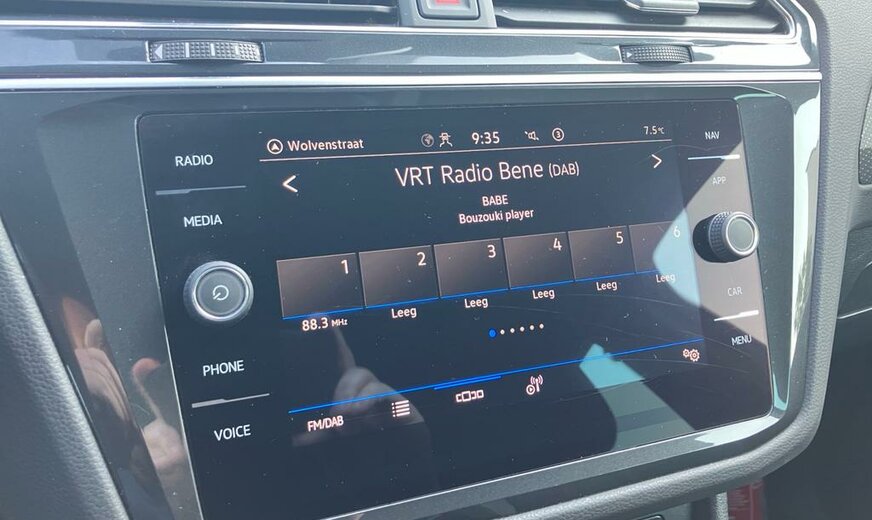 Wolvenstraat 9:35 3 7.5°C
VRT Radio Bene (DAB)
BABE
Bouzouki player
1 2 3 4 5 6
88.3 MHz Leeg Leeg Leeg Leeg Leeg
FM/DAB
RADIO
MEDIA
PHONE
VOICE
NAV
APP
CAR
MENU